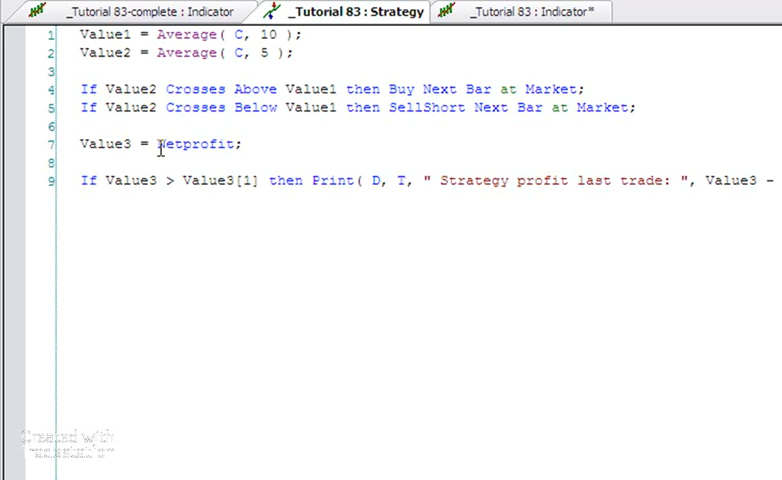 _Tutorial 83-complete : Indicator
_Tutorial 83 : Strategy
_Tutorial 83 : Indicator*
1 Value1 = Average( C, 10 );
2 Value2 = Average( C, 5 );
3
4 If Value2 Crosses Above Value1 then Buy Next Bar at Market;
5 If Value2 Crosses Below Value1 then SellShort Next Bar at Market;
6
7 Value3 = Netprofit;
8
9 If Value3 > Value3[1] then Print( D, T, " Strategy profit last trade: ", Value3 -
Created with